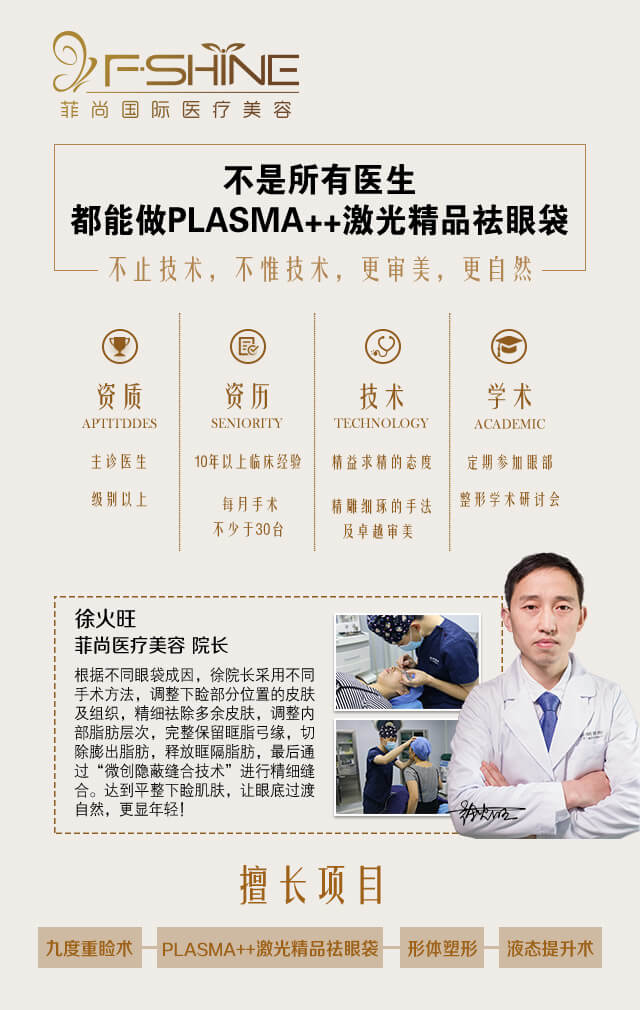 F·SHINE
菲尚国际医疗美容
不是所有医生
都能做PLASMA++激光精品祛眼袋
不止技术，不惟技术，更审美，更自然
资质
APTITDDES
主诊医生
级别以上
资历
SENIORITY
10年以上临床经验
每月手术
不少于30台
技术
TECHNOLOGY
精益求精的态度
精雕细琢的手法
及卓越审美
学术
ACADEMIC
定期参加眼部
整形学术研讨会
徐火旺
菲尚医疗美容 院长
根据不同眼袋成因，徐院长采用不同
手术方法，调整下睑部分位置的皮肤
及组织，精细祛除多余皮肤，调整内
部脂肪层次，完整保留眶脂弓缘，切
除膨出脂肪，释放眶隔脂肪，最后通
过“微创隐蔽缝合技术”进行精细缝
合。达到平整下睑肌肤，让眼底过渡
自然，更显年轻！
徐火旺
擅长项目
九度重睑术
PLASMA++激光精品祛眼袋
形体塑形
液态提升术